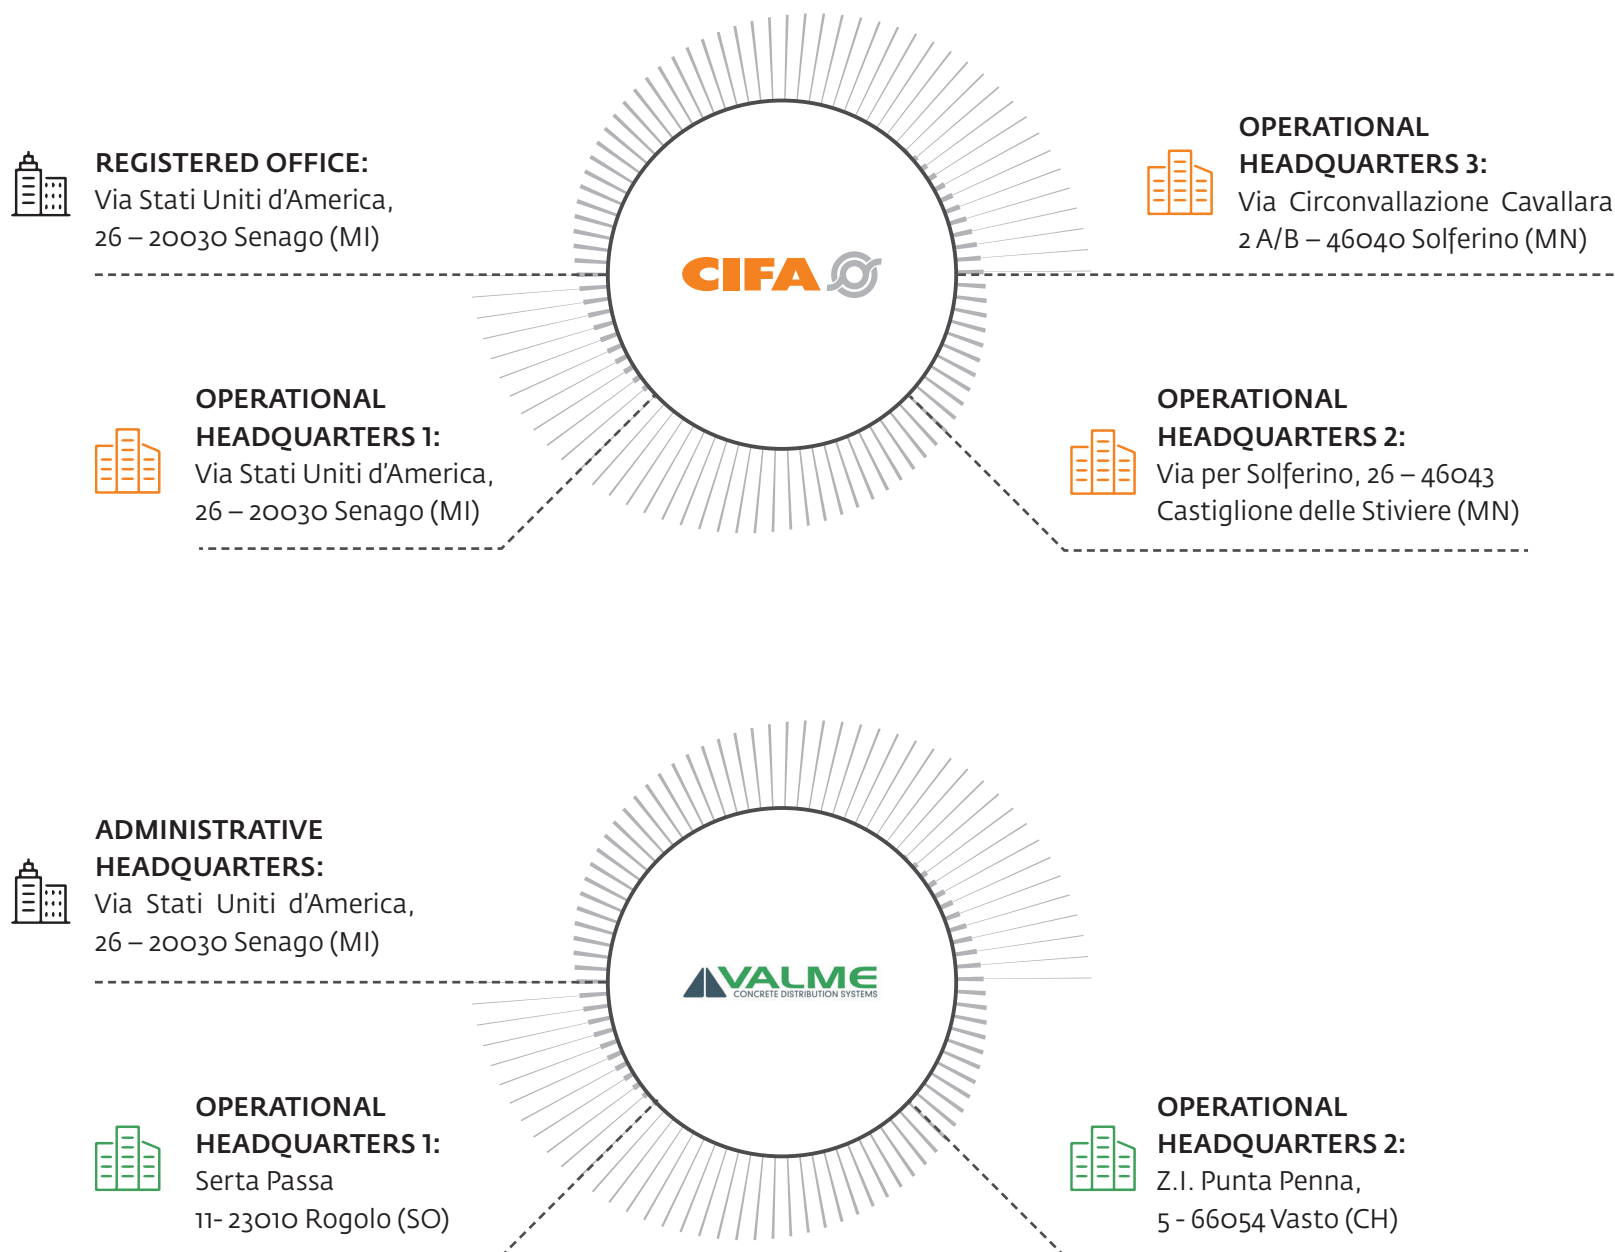 REGISTERED OFFICE:
Via Stati Uniti d'America,
26 – 20030 Senago (MI)
OPERATIONAL
HEADQUARTERS 3:
Via Circonvallazione Cavallara
2 A/B – 46040 Solferino (MN)
CIFA
OPERATIONAL
HEADQUARTERS 1:
Via Stati Uniti d'America,
26 – 20030 Senago (MI)
OPERATIONAL
HEADQUARTERS 2:
Via per Solferino, 26 – 46043
Castiglione delle Stiviere (MN)
ADMINISTRATIVE
HEADQUARTERS:
Via Stati Uniti d'America,
26 – 20030 Senago (MI)
VALME
CONCRETE DISTRIBUTION SYSTEMS
OPERATIONAL
HEADQUARTERS 1:
Serta Passa
11- 23010 Rogolo (SO)
OPERATIONAL
HEADQUARTERS 2:
Z.I. Punta Penna,
5 - 66054 Vasto (CH)